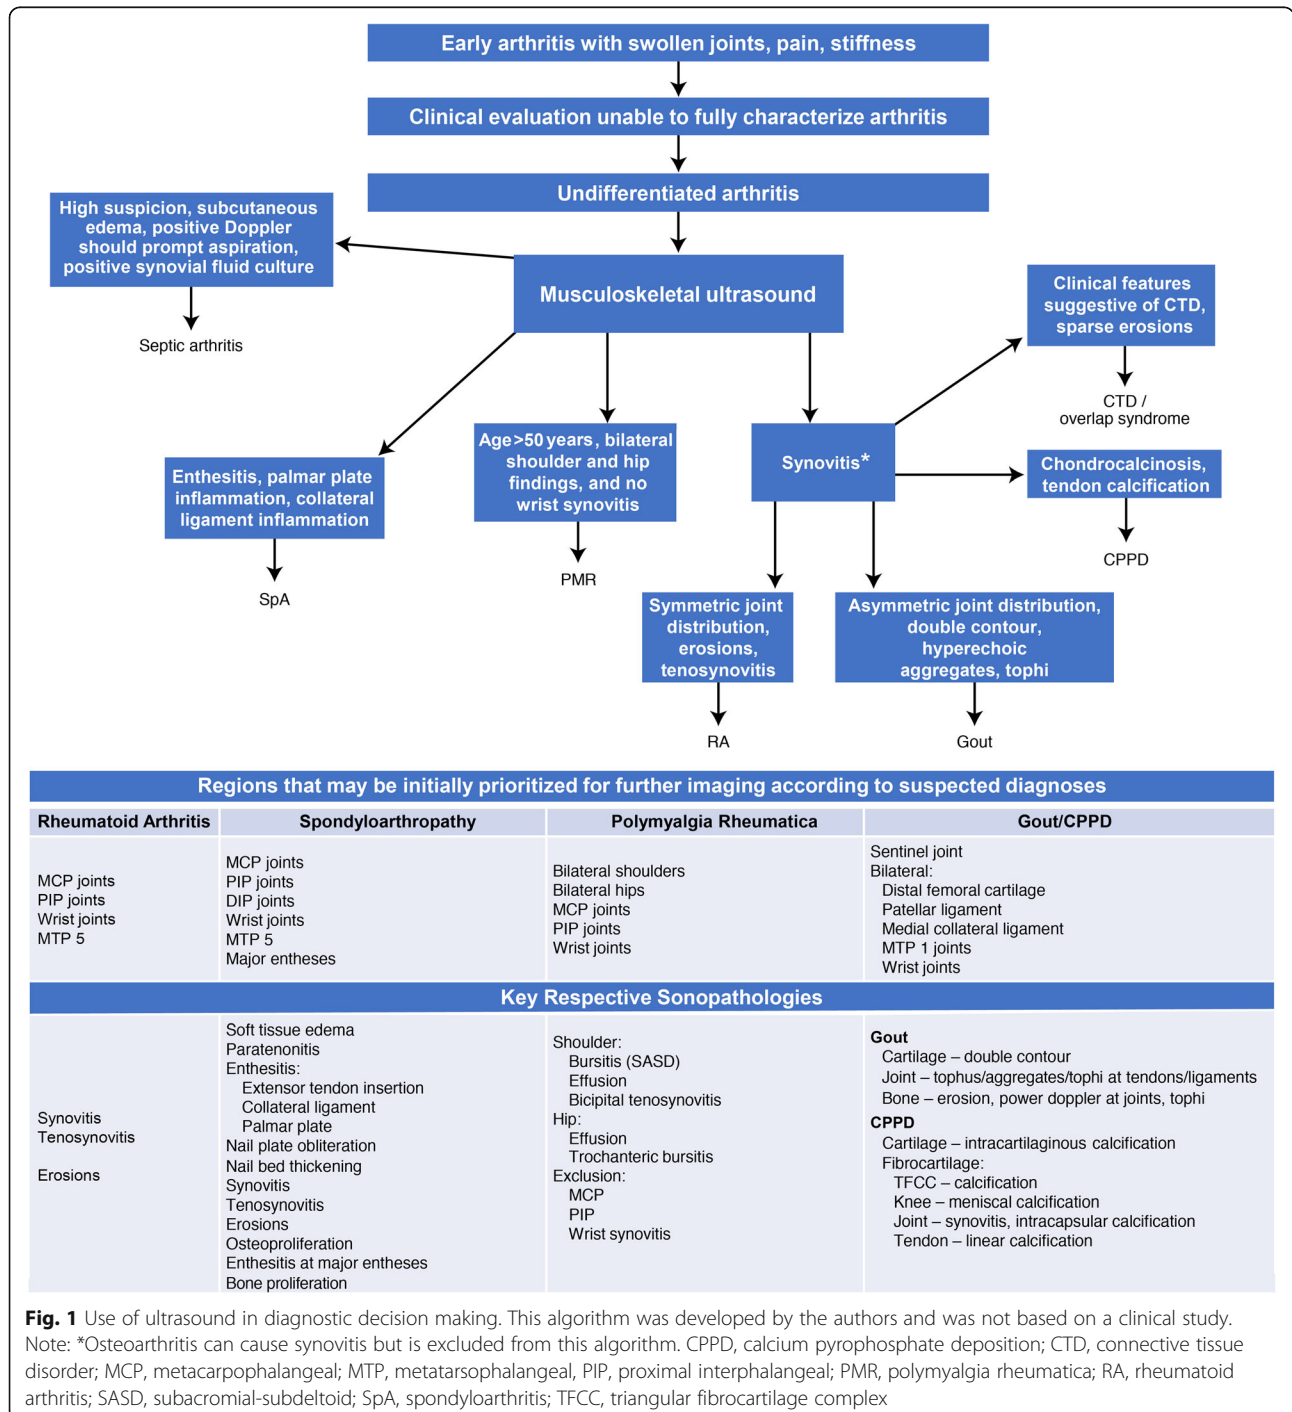 Early arthritis with swollen joints, pain, stiffness
Clinical evaluation unable to fully characterize arthritis
Undifferentiated arthritis
High suspicion, subcutaneous
edema, positive Doppler
should prompt aspiration,
positive synovial fluid culture
Septic arthritis
Musculoskeletal ultrasound
Clinical features
suggestive of CTD,
sparse erosions
CTD /
overlap syndrome
Enthesitis, palmar plate
inflammation, collateral
ligament inflammation
SpA
Age>50 years, bilateral
shoulder and hip
findings, and no
wrist synovitis
PMR
Synovitis*
Chondrocalcinosis,
tendon calcification
CPPD
Symmetric joint
distribution,
erosions,
tenosynovitis
RA
Asymmetric joint distribution,
double contour,
hyperechoic
aggregates, tophi
Gout
Regions that may be initially prioritized for further imaging according to suspected diagnoses
Rheumatoid Arthritis
Spondyloarthropathy
Polymyalgia Rheumatica
Gout/CPPD
MCP joints
PIP joints
Wrist joints
MTP 5
MCP joints
PIP joints
DIP joints
Wrist joints
MTP 5
Major entheses
Bilateral shoulders
Bilateral hips
MCP joints
PIP joints
Wrist joints
Sentinel joint
Bilateral:
Distal femoral cartilage
Patellar ligament
Medial collateral ligament
MTP 1 joints
Wrist joints
Key Respective Sonopathologies
Synovitis
Tenosynovitis
Erosions
Soft tissue edema
Paratenonitis
Enthesitis:
Extensor tendon insertion
Collateral ligament
Palmar plate
Nail plate obliteration
Nail bed thickening
Synovitis
Tenosynovitis
Erosions
Osteoproliferation
Enthesitis at major entheses
Bone proliferation
Shoulder:
Bursitis (SASD)
Effusion
Bicipital tenosynovitis
Hip:
Effusion
Trochanteric bursitis
Exclusion:
MCP
PIP
Wrist synovitis
Gout
Cartilage – double contour
Joint – tophus/aggregates/tophi at tendons/ligaments
Bone – erosion, power doppler at joints, tophi
CPPD
Cartilage – intracartilaginous calcification
Fibrocartilage:
TFCC – calcification
Knee – meniscal calcification
Joint – synovitis, intracapsular calcification
Tendon – linear calcification
Fig. 1 Use of ultrasound in diagnostic decision making. This algorithm was developed by the authors and was not based on a clinical study.
Note: *Osteoarthritis can cause synovitis but is excluded from this algorithm. CPPD, calcium pyrophosphate deposition; CTD, connective tissue
disorder; MCP, metacarpophalangeal; MTP, metatarsophalangeal, PIP, proximal interphalangeal; PMR, polymyalgia rheumatica; RA, rheumatoid
arthritis; SASD, subacromial-subdeltoid; SpA, spondyloarthritis; TFCC, triangular fibrocartilage complex